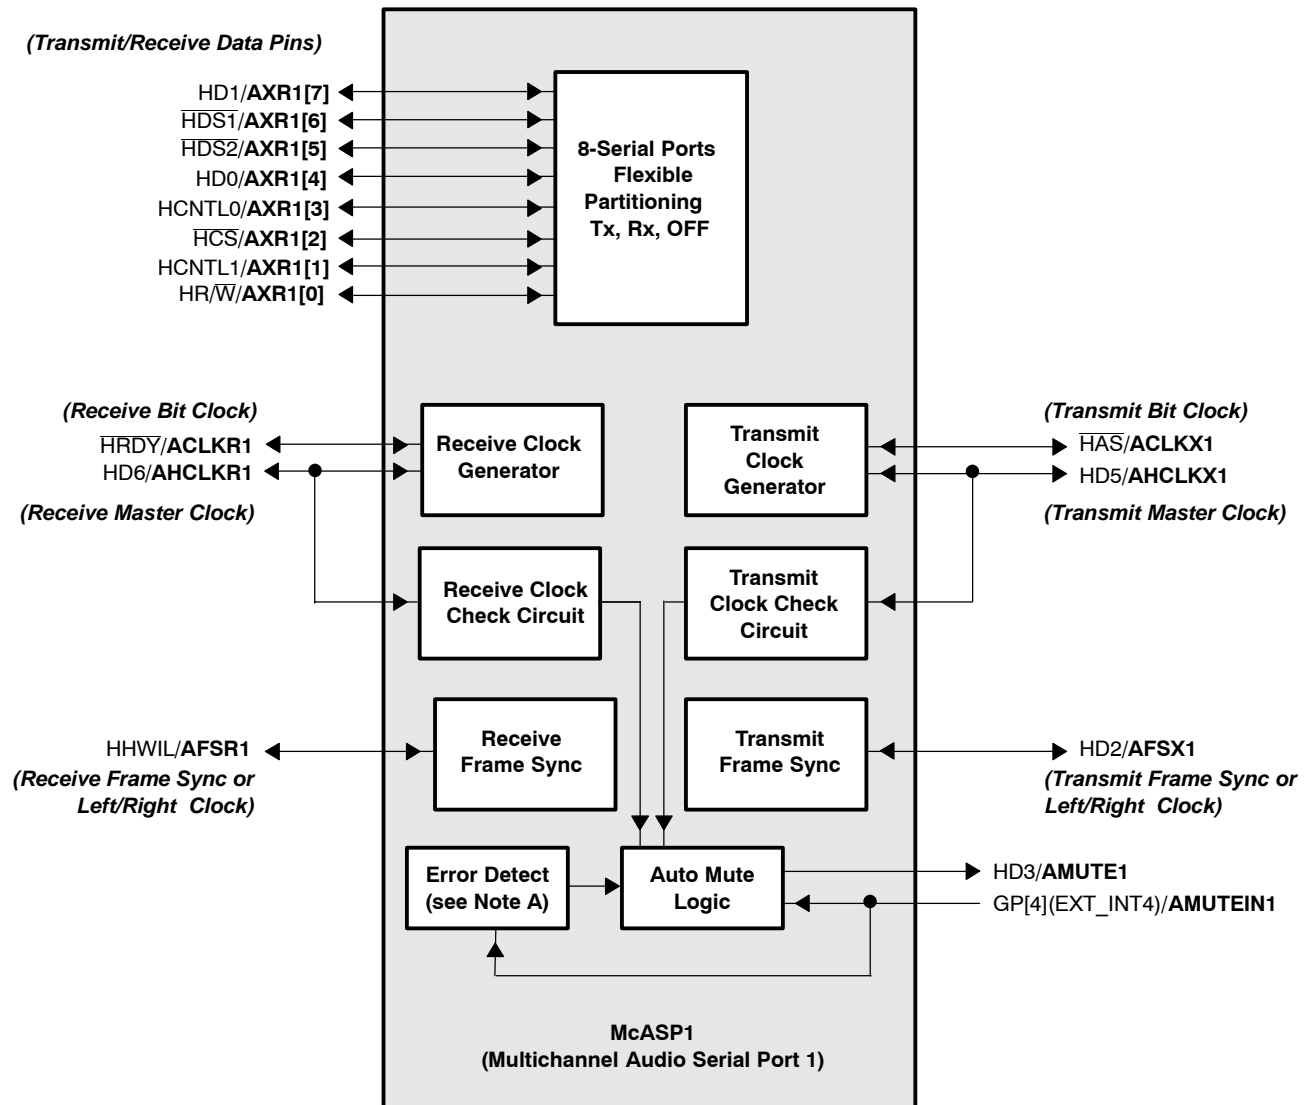 (Transmit/Receive Data Pins)
HD1/AXR1[7]
HDS1/AXR1[6]
HDS2/AXR1[5]
HD0/AXR1[4]
HCNTL0/AXR1[3]
HCS/AXR1[2]
HCNTL1/AXR1[1]
HR/W/AXR1[0]
8-Serial Ports
Flexible
Partitioning
Tx, Rx, OFF
(Receive Bit Clock)
HRDY/ACLKR1
HD6/AHCLKR1
(Receive Master Clock)
Receive Clock
Generator
Transmit
Clock
Generator
(Transmit Bit Clock)
HAS/ACLKX1
HD5/AHCLKX1
(Transmit Master Clock)
Receive Clock
Check Circuit
Transmit
Clock Check
Circuit
HHWIL/AFSR1
(Receive Frame Sync or
Left/Right Clock)
Receive
Frame Sync
Transmit
Frame Sync
HD2/AFSX1
(Transmit Frame Sync or
Left/Right Clock)
Error Detect
(see Note A)
Auto Mute
Logic
HD3/AMUTE1
GP[4](EXT_INT4)/AMUTEIN1
McASP1
(Multichannel Audio Serial Port 1)